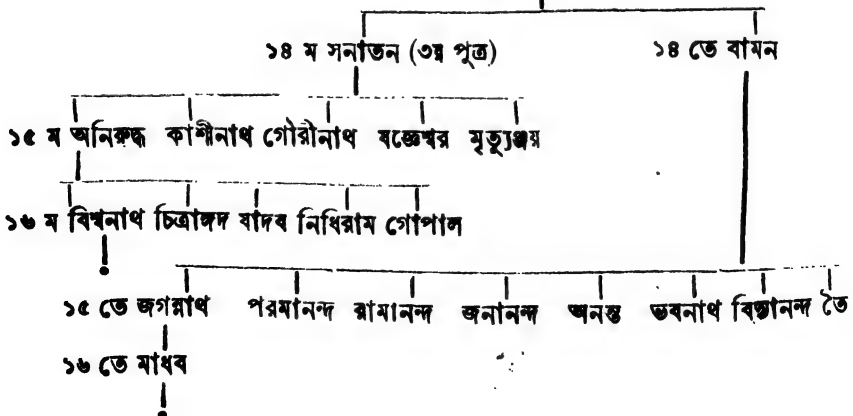 ১৪ ম সনাতন (৩য় পুত্র) ১৪ তে বামন
১৫ ম অনিরুদ্ধ কাশীনাথ গৌরীনাথ যজ্ঞেশ্বর মৃত্যুঞ্জয়
১৬ ম বিশ্বনাথ চিত্রাঙ্গদ যাদব নিধিরাম গোপাল
১৫ তে জগন্নাথ পরমানন্দ রামানন্দ জনানন্দ অনন্ত ভবনাথ বিদ্যানন্দ চৈ
১৬ তে মাধব